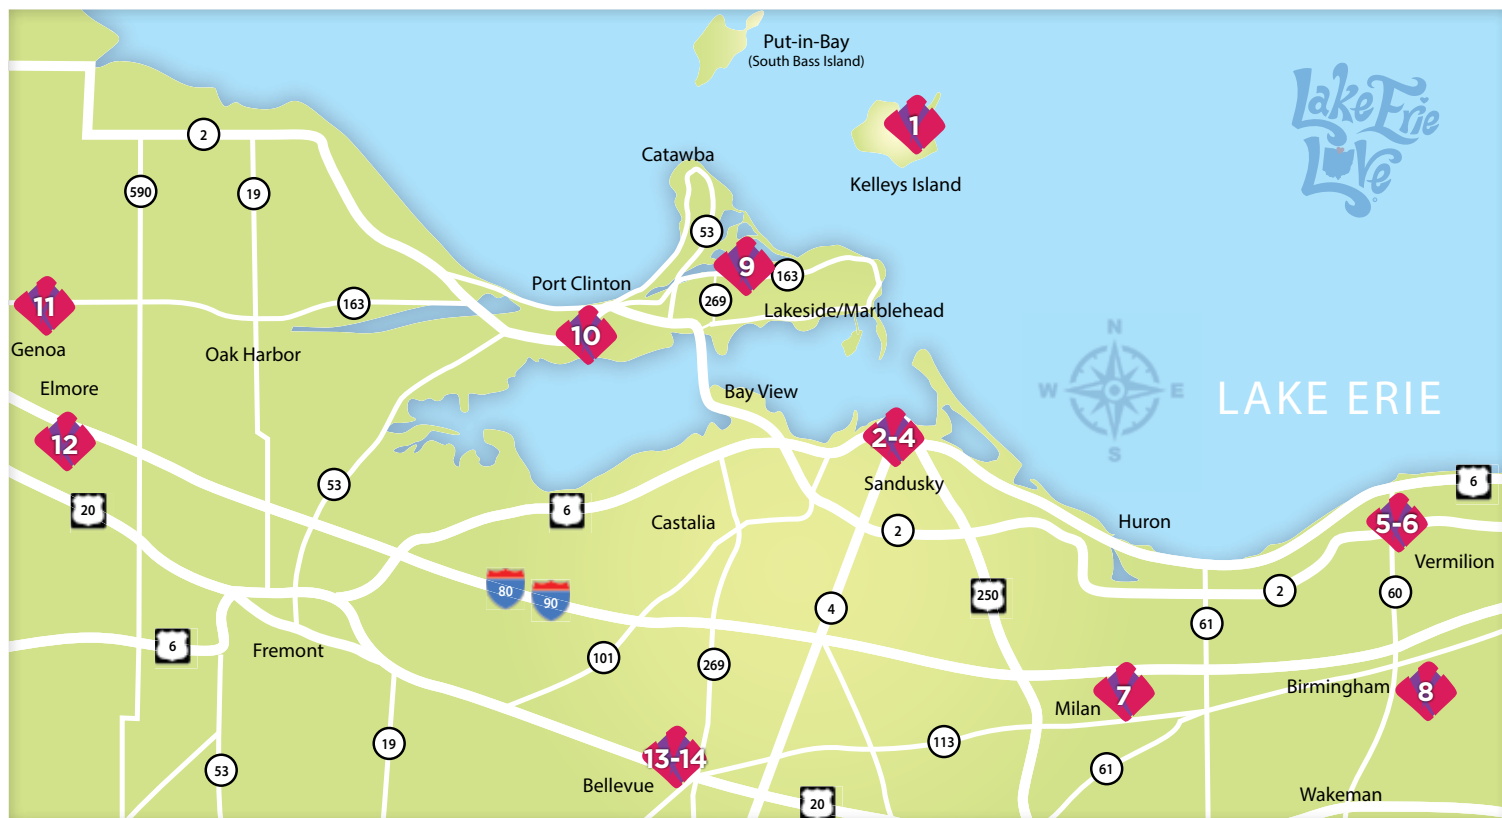 Put-in-Bay
(South Bass Island)
Lake Erie
Love
1
2
Catawba
Kelleys Island
590
19
53
9
163
Port Clinton
11
163
269
Lakeside/Marblehead
10
N
Genoa
Oak Harbor
Elmore
Bay View
W
E
LAKE ERIE
12
2-4
S
53
Sandusky
6
20
6
Castalia
2
Huron
5-6
Vermilion
80
90
250
2
60
4
61
6
Fremont
101
269
7
Birmingham
8
Milan
19
113
53
13-14
61
Bellevue
20
Wakeman